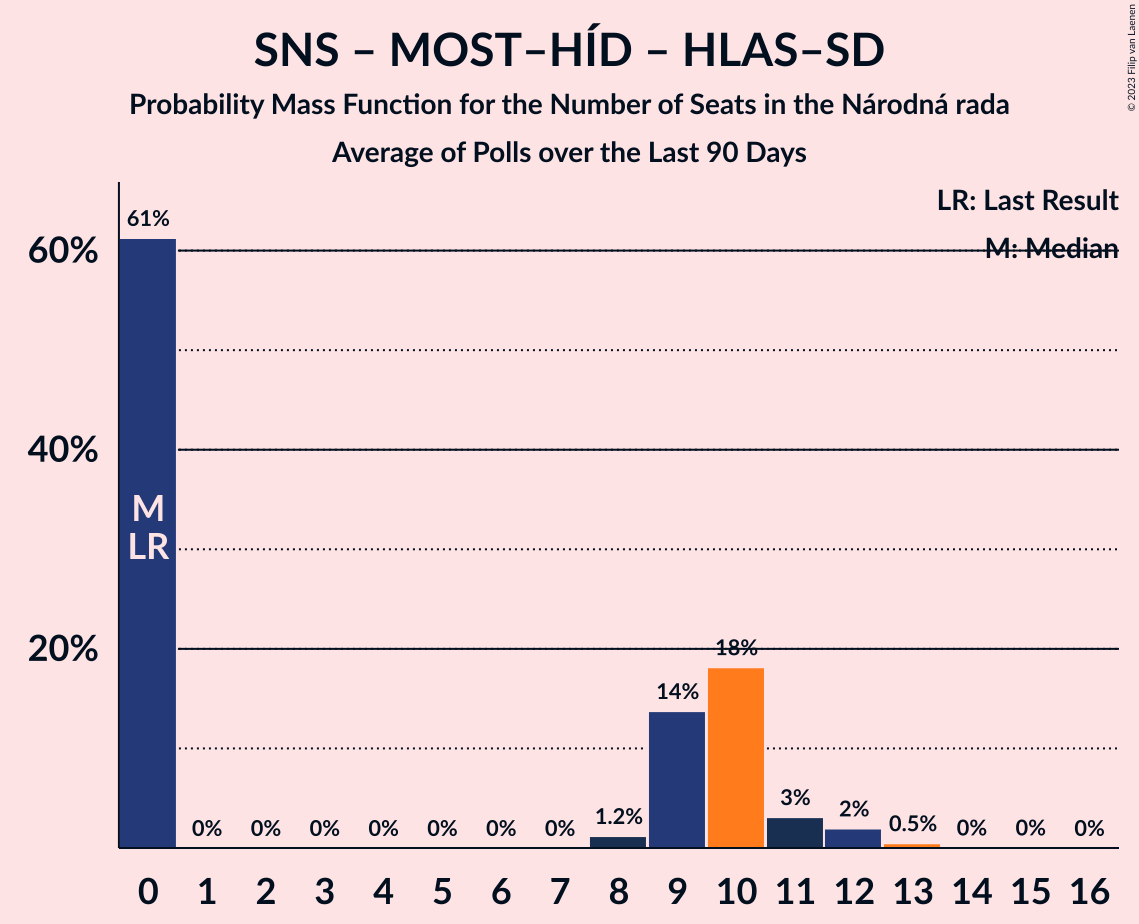 SNS – MOST–HÍD – HLAS–SD
Probability Mass Function for the Number of Seats in the Národná rada
Average of Polls over the Last 90 Days
© 2023 Filip van Laenen
LR: Last Result
M: Median
60%
40%
20%
61%
0%
0%
0%
0%
0%
0%
0%
1.2%
14%
18%
3%
2%
0.5%
0%
0%
0%
M
LR
0 1 2 3 4 5 6 7 8 9 10 11 12 13 14 15 16